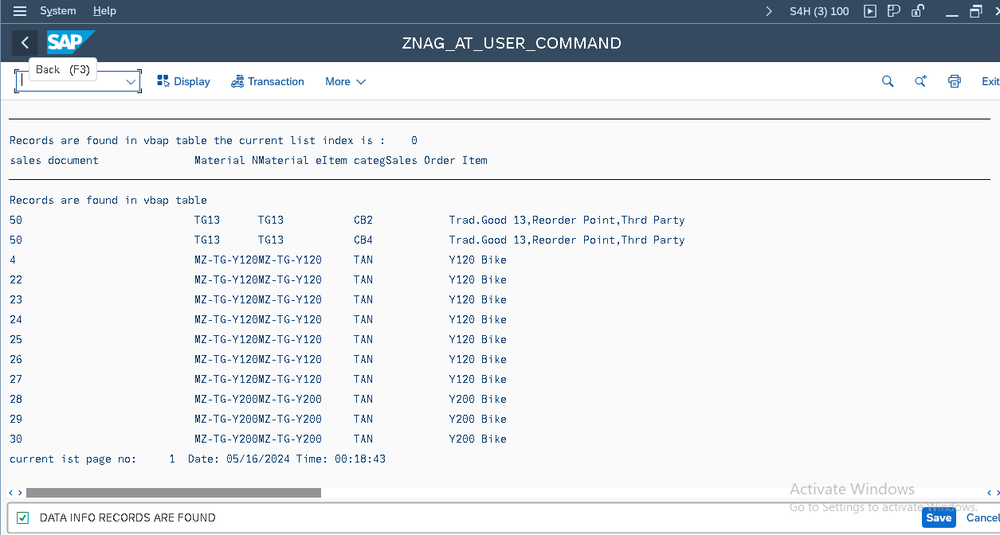 System Help S4H (3) 100
SAP ZNAG_AT_USER_COMMAND
Back (F3)
Display Transaction More Exit
Records are found in vbap table the current list index is : 0
sales document Material NMaterial eItem categSales Order Item
Records are found in vbap table
50 TG13 TG13 CB2 Trad.Good 13,Reorder Point,Thrd Party
50 TG13 TG13 CB4 Trad.Good 13,Reorder Point,Thrd Party
4 MZ-TG-Y120MZ-TG-Y120 TAN Y120 Bike
22 MZ-TG-Y120MZ-TG-Y120 TAN Y120 Bike
23 MZ-TG-Y120MZ-TG-Y120 TAN Y120 Bike
24 MZ-TG-Y120MZ-TG-Y120 TAN Y120 Bike
25 MZ-TG-Y120MZ-TG-Y120 TAN Y120 Bike
26 MZ-TG-Y120MZ-TG-Y120 TAN Y120 Bike
27 MZ-TG-Y120MZ-TG-Y120 TAN Y120 Bike
28 MZ-TG-Y200MZ-TG-Y200 TAN Y200 Bike
29 MZ-TG-Y200MZ-TG-Y200 TAN Y200 Bike
30 MZ-TG-Y200MZ-TG-Y200 TAN Y200 Bike
current ist page no: 1 Date: 05/16/2024 Time: 00:18:43
Activate Windows
Go to Settings to activate Windows.
DATA INFO RECORDS ARE FOUND Save Cancel